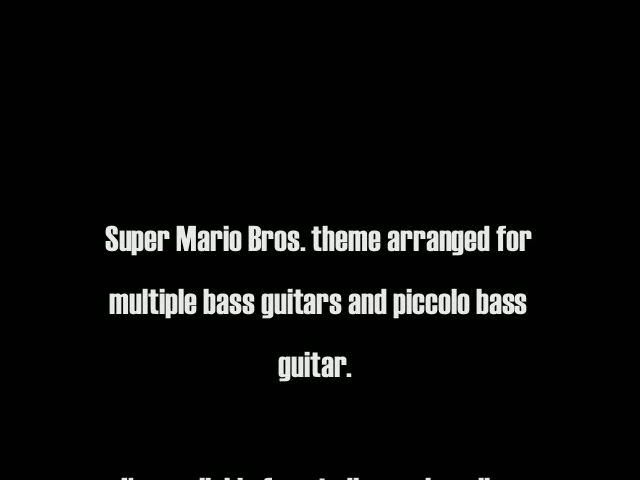 Super Mario Bros. theme arranged for
multiple bass guitars and piccolo bass
guitar.